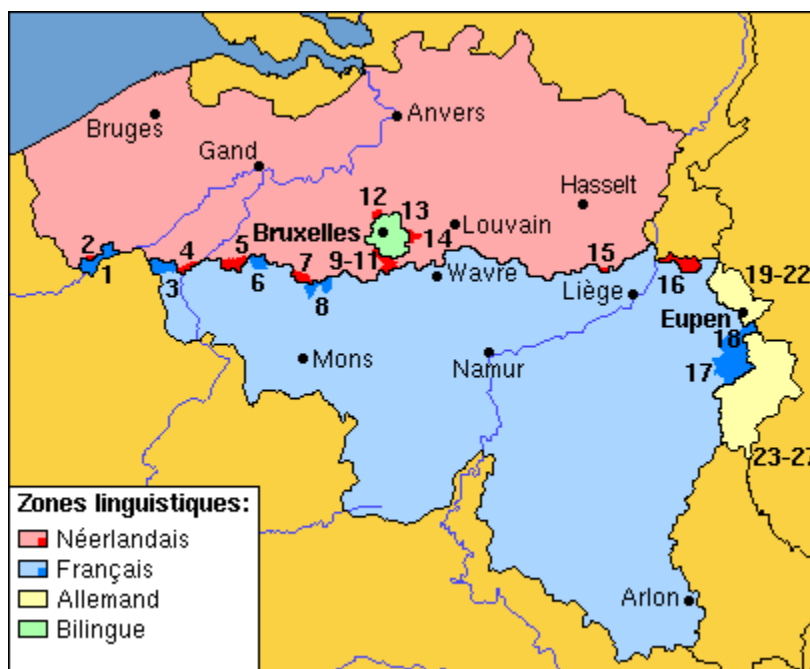 Bruges
Anvers
Gand
Hasselt
12
13
Bruxelles
Louvain
14
2
1
4
3
5
6
7
8
9-
10-11
Wavre
15
16
Liège
19-22
Eupen
18
17
Mons
Namur
23-27
Arlon
Zones linguistiques:
Néerlandais
Français
Allemand
Bilingue